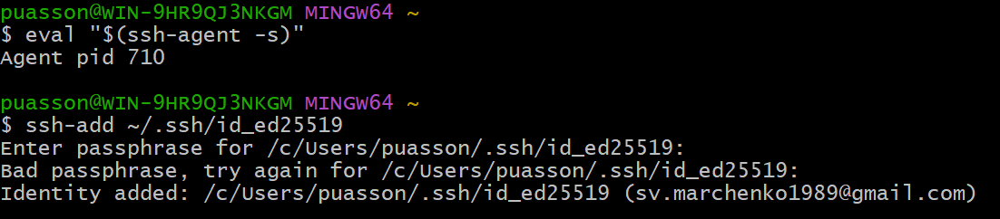 puasson@WIN-9HR9QJ3NKGM MINGW64 ~
$ eval "$(ssh-agent -s)"
Agent pid 710
puasson@WIN-9HR9QJ3NKGM MINGW64 ~
$ ssh-add ~/.ssh/id_ed25519
Enter passphrase for /c/Users/puasson/.ssh/id_ed25519:
Bad passphrase, try again for /c/Users/puasson/.ssh/id_ed25519:
Identity added: /c/Users/puasson/.ssh/id_ed25519 (sv.marchenko1989@gmail.com)